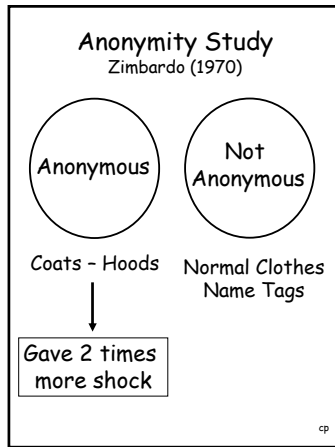 Anonymity Study
Zimbardo (1970)
Anonymous
Not
Anonymous
Coats – Hoods
Normal Clothes
Name Tags
Gave 2 times
more shock
cp